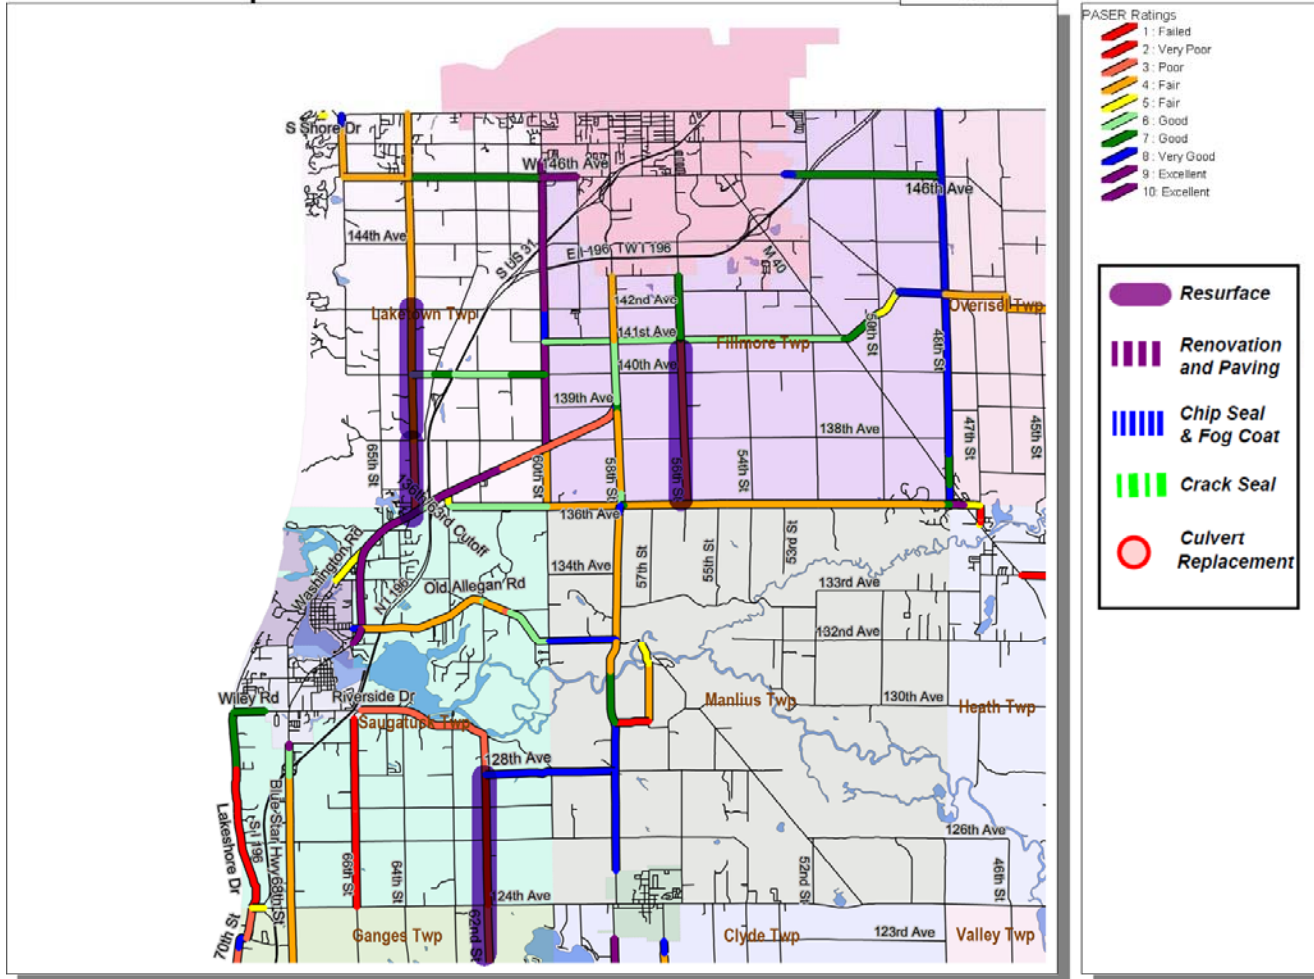 PASER Ratings
1 : Failed
2 : Very Poor
3 : Poor
4 : Fair
5 : Fair
6 : Good
7 : Good
8 : Very Good
9 : Excellent
10: Excellent
Resurface
Renovation
and Paving
Chip Seal
& Fog Coat
Crack Seal
Culvert
Replacement
S Shore Dr
W 146th Ave
146th Ave
144th Ave
S US 31
E I-196
TW I 196
M 40
142nd Ave
Laketown Twp
Overisel Twp
141st Ave
Fillmore Twp
50th St
48th St
140th Ave
139th Ave
138th Ave
65th St
60th St
58th St
56th St
54th St
47th St
45th St
136th
63rd Cutoff
136th Ave
Washington Rd
N I 196
Old Allegan Rd
134th Ave
57th St
55th St
53rd St
133rd Ave
132nd Ave
Wiley Rd
Riverside Dr
Saugatuck Twp
Manlius Twp
130th Ave
Heath Twp
128th Ave
Lakeshore Dr
S I 196
Blue Star Hwy
68th St
66th St
64th St
126th Ave
52nd St
46th St
124th Ave
70th St
62nd St
Ganges Twp
Clyde Twp
123rd Ave
Valley Twp